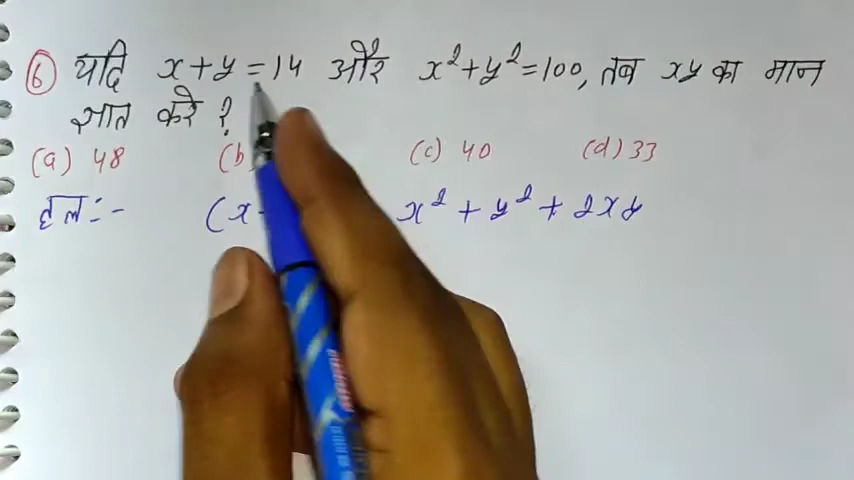 6 यदि x+y=14 और x²+y²=100, तब xy का मान
ज्ञात करे ?
(a) 48 (b (c) 40 (d) 33
हल:- (x x² + y² + 2xy